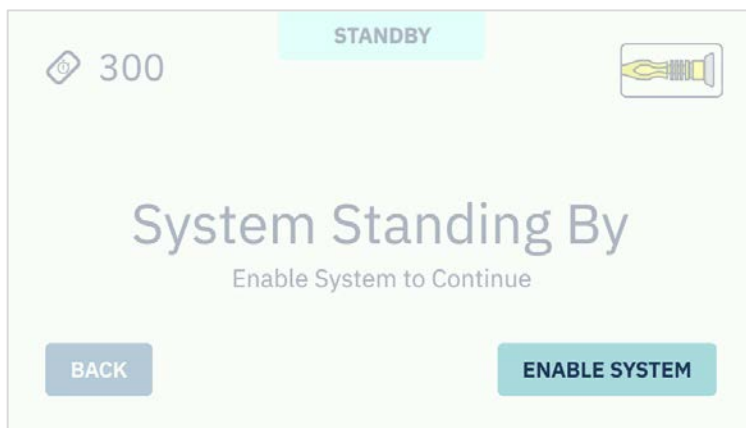 STANDBY
300
System Standing By
Enable System to Continue
BACK
ENABLE SYSTEM